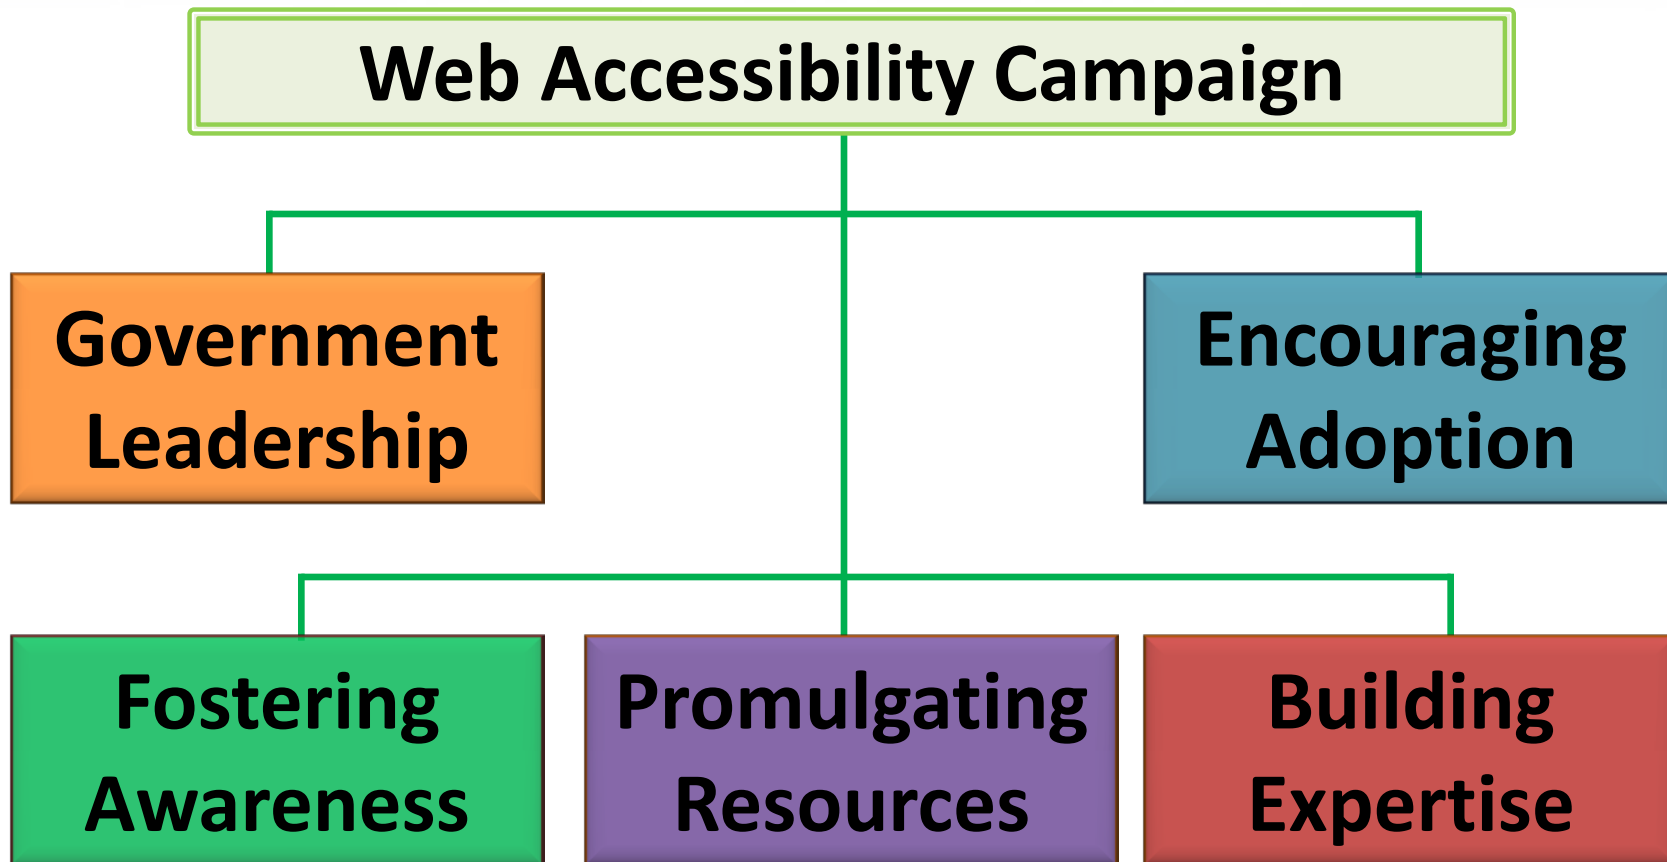 Web Accessibility Campaign
Government
Leadership
Encouraging
Adoption
Fostering
Awareness
Promulgating
Resources
Building
Expertise